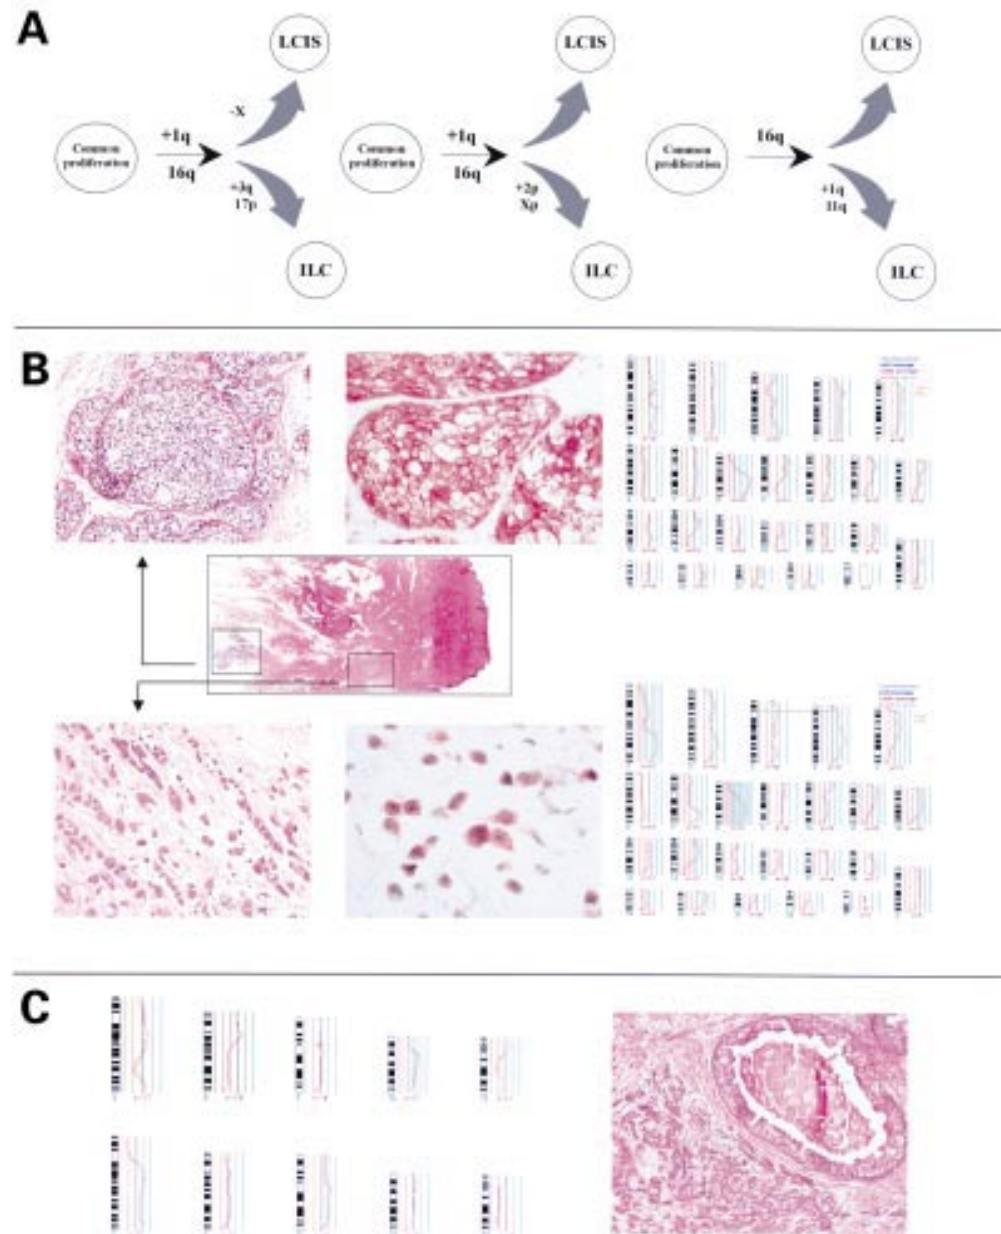 A
LCIS
LCIS
LCIS
-X
Common
proliferation
+1q
16q
Common
proliferation
+1q
16q
Common
proliferation
16q
+3q
17p
+2p
Xp
+1q
11q
ILC
ILC
ILC
B
C